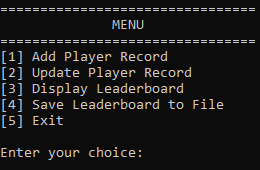 ================================
MENU
================================
[1] Add Player Record
[2] Update Player Record
[3] Display Leaderboard
[4] Save Leaderboard to File
[5] Exit
Enter your choice: